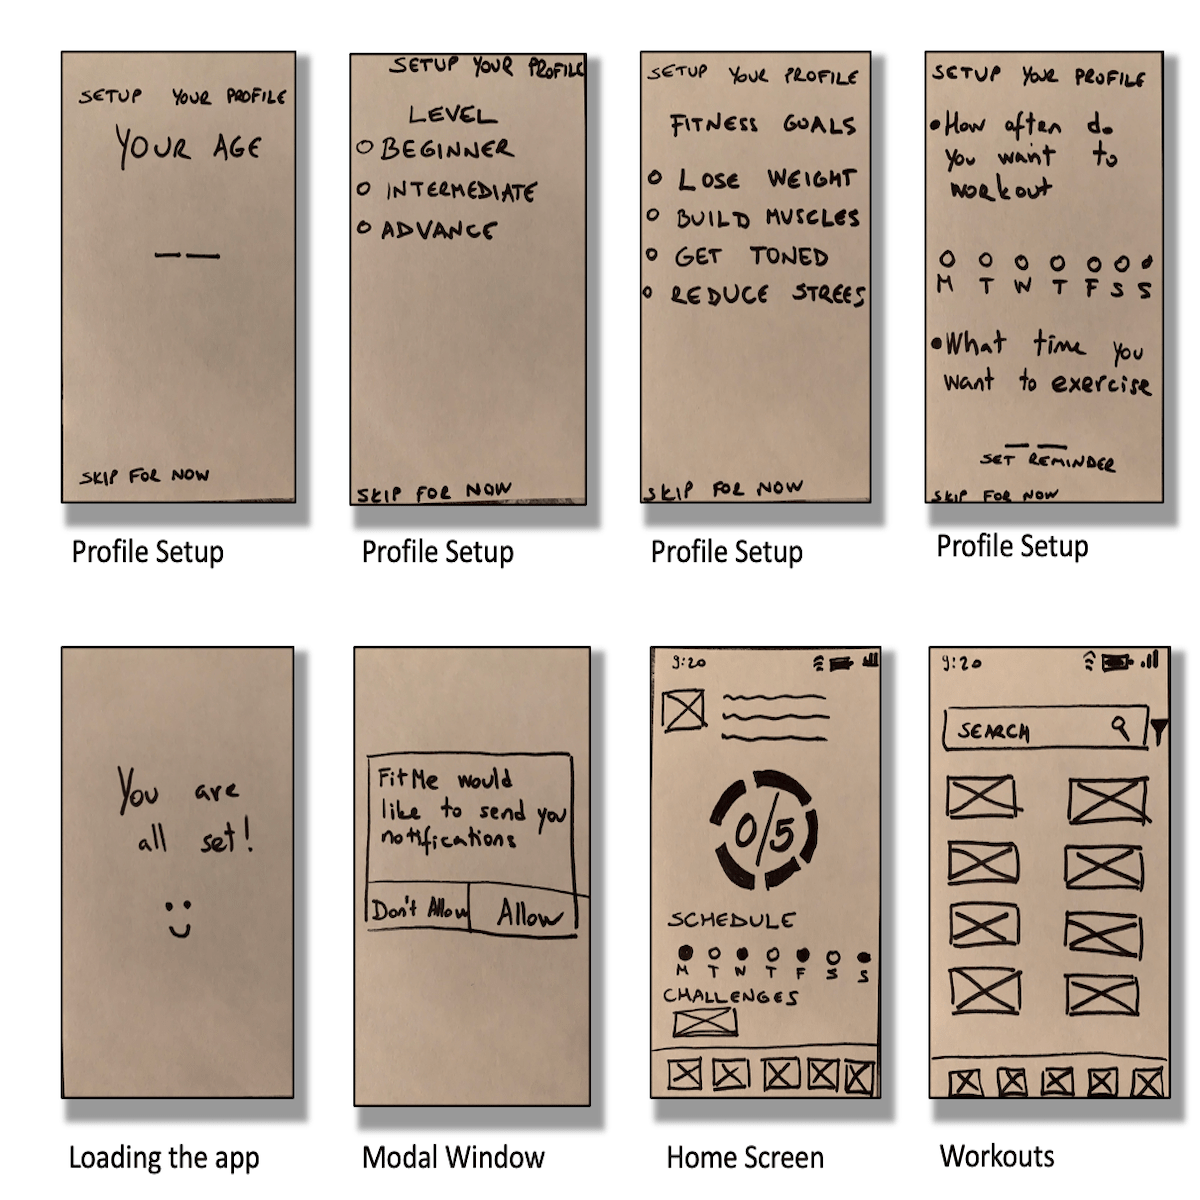 SETUP YOUR PROFILE
YOUR AGE
SKIP FOR NOW
Profile Setup
SETUP YOUR PROFILE
LEVEL
BEGINNER
INTERMEDIATE
ADVANCE
SKIP FOR NOW
Profile Setup
SETUP YOUR PROFILE
FITNESS GOALS
LOSE WEIGHT
BUILD MUSCLES
GET TONED
REDUCE STREES
SKIP FOR NOW
Profile Setup
SETUP YOUR PROFILE
• How often do
you want to
workout
M T W T F S S
• What time you
want to exercise
SET REMINDER
SKIP FOR NOW
Profile Setup
You are
all set!
Loading the app
FitMe would
like to send you
notifications
Don't Allow Allow
Modal Window
9:20
0/5
SCHEDULE
M T W T F S S
CHALLENGES
Home Screen
9:20
SEARCH
Workouts